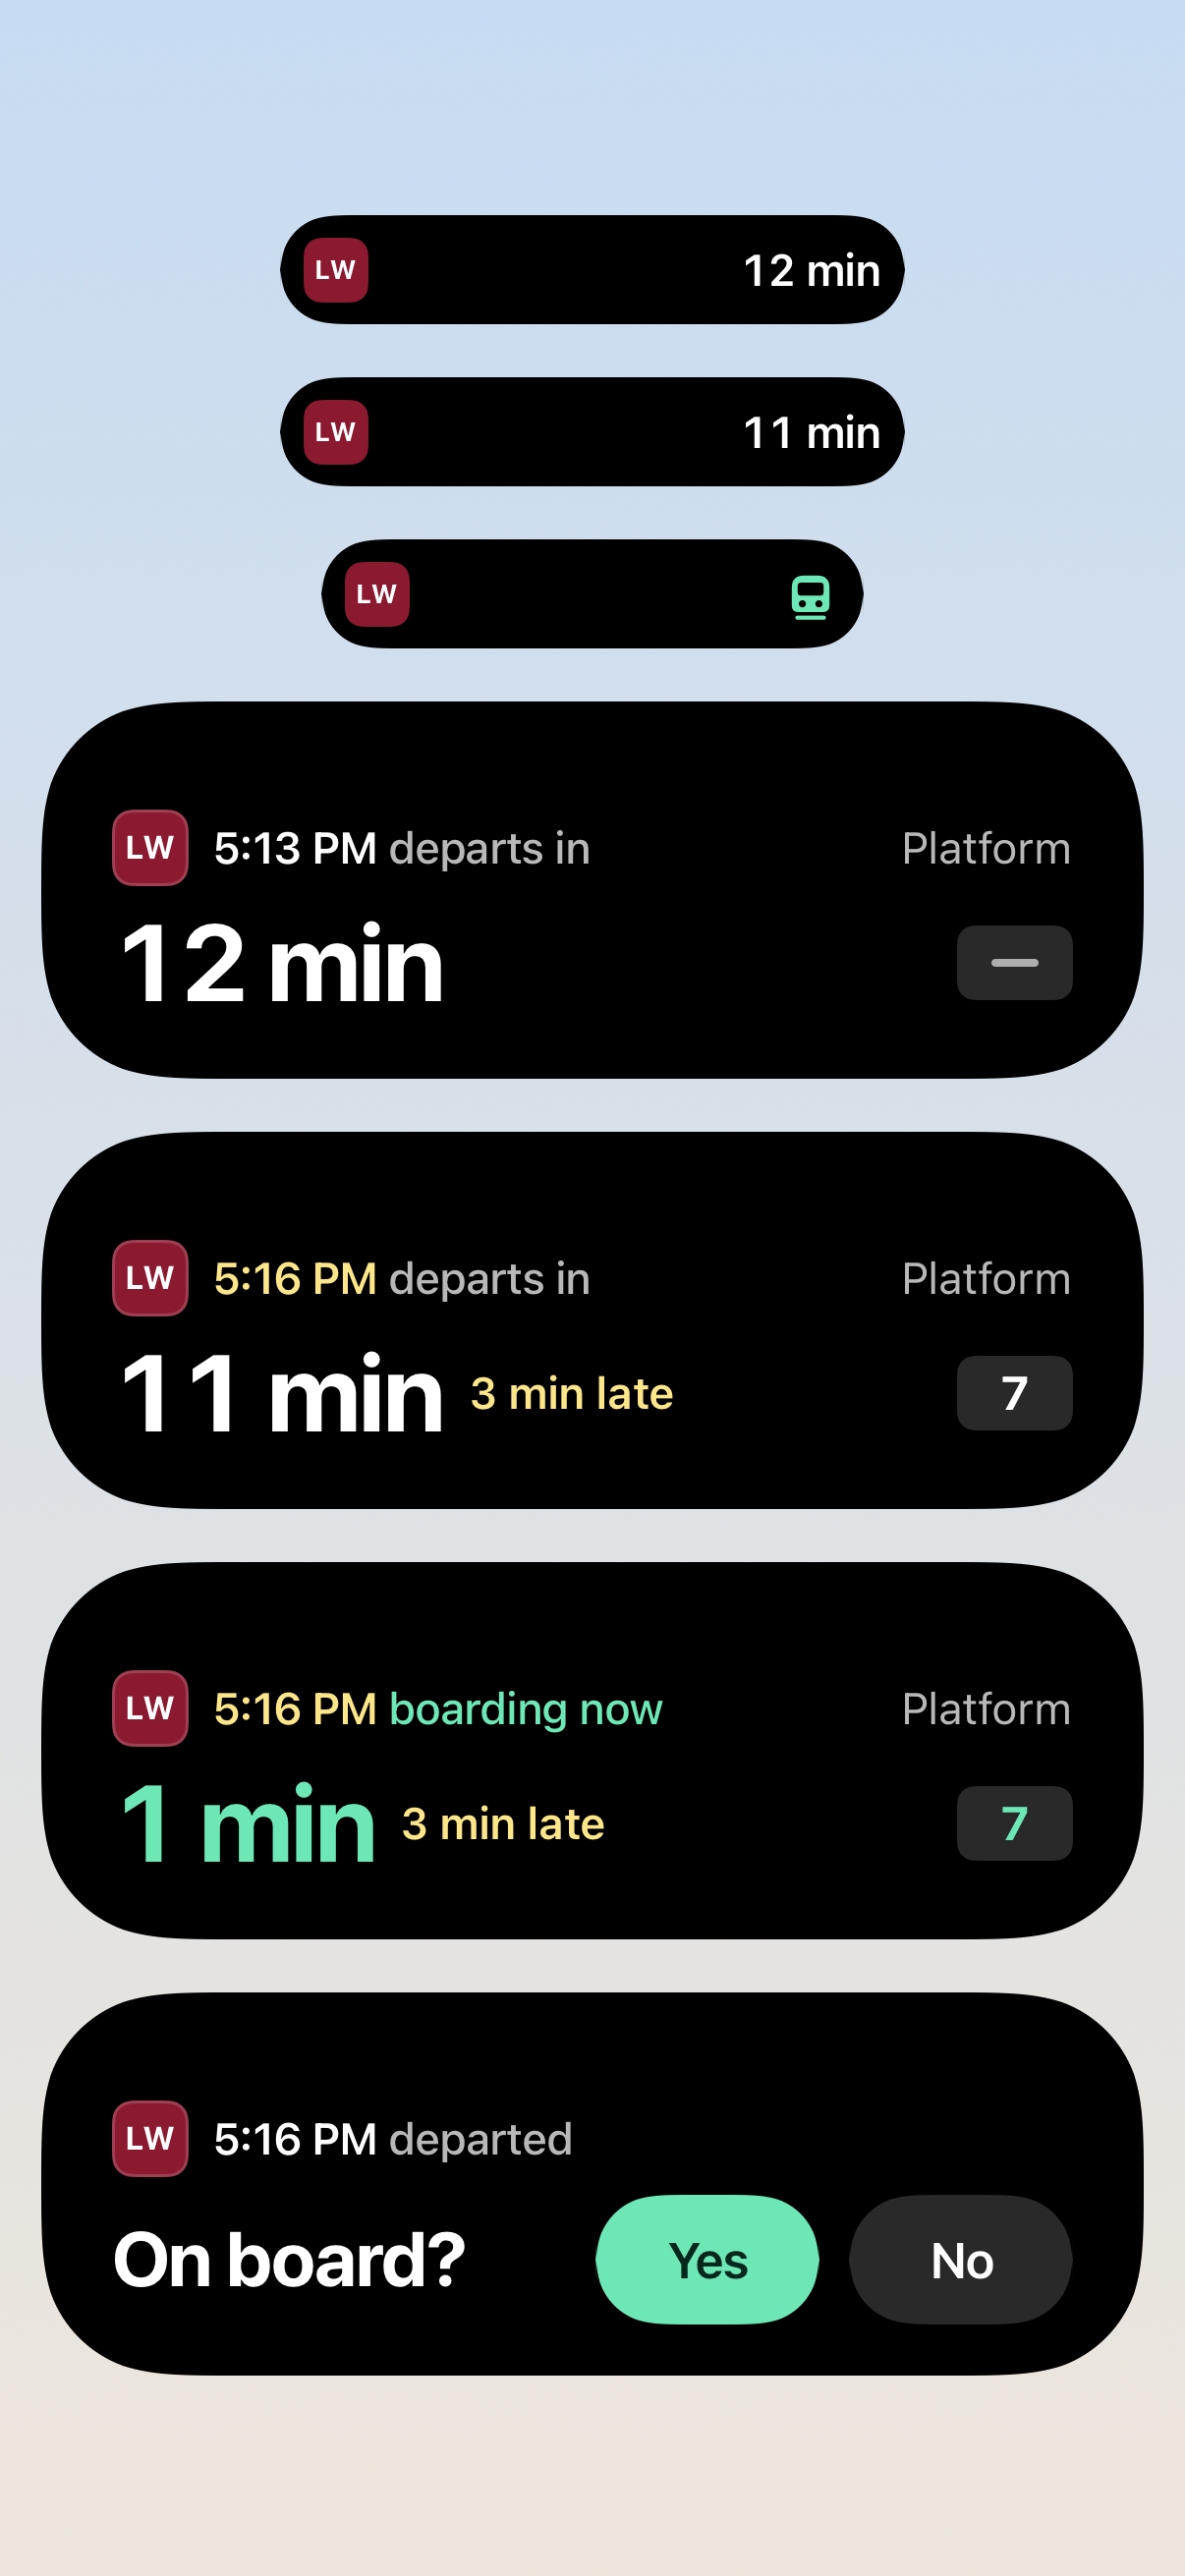 LW 12 min
LW 11 min
LW
LW 5:13 PM departs in Platform
12 min —
LW 5:16 PM departs in Platform
11 min 3 min late 7
LW 5:16 PM boarding now Platform
1 min 3 min late 7
LW 5:16 PM departed
On board? Yes No